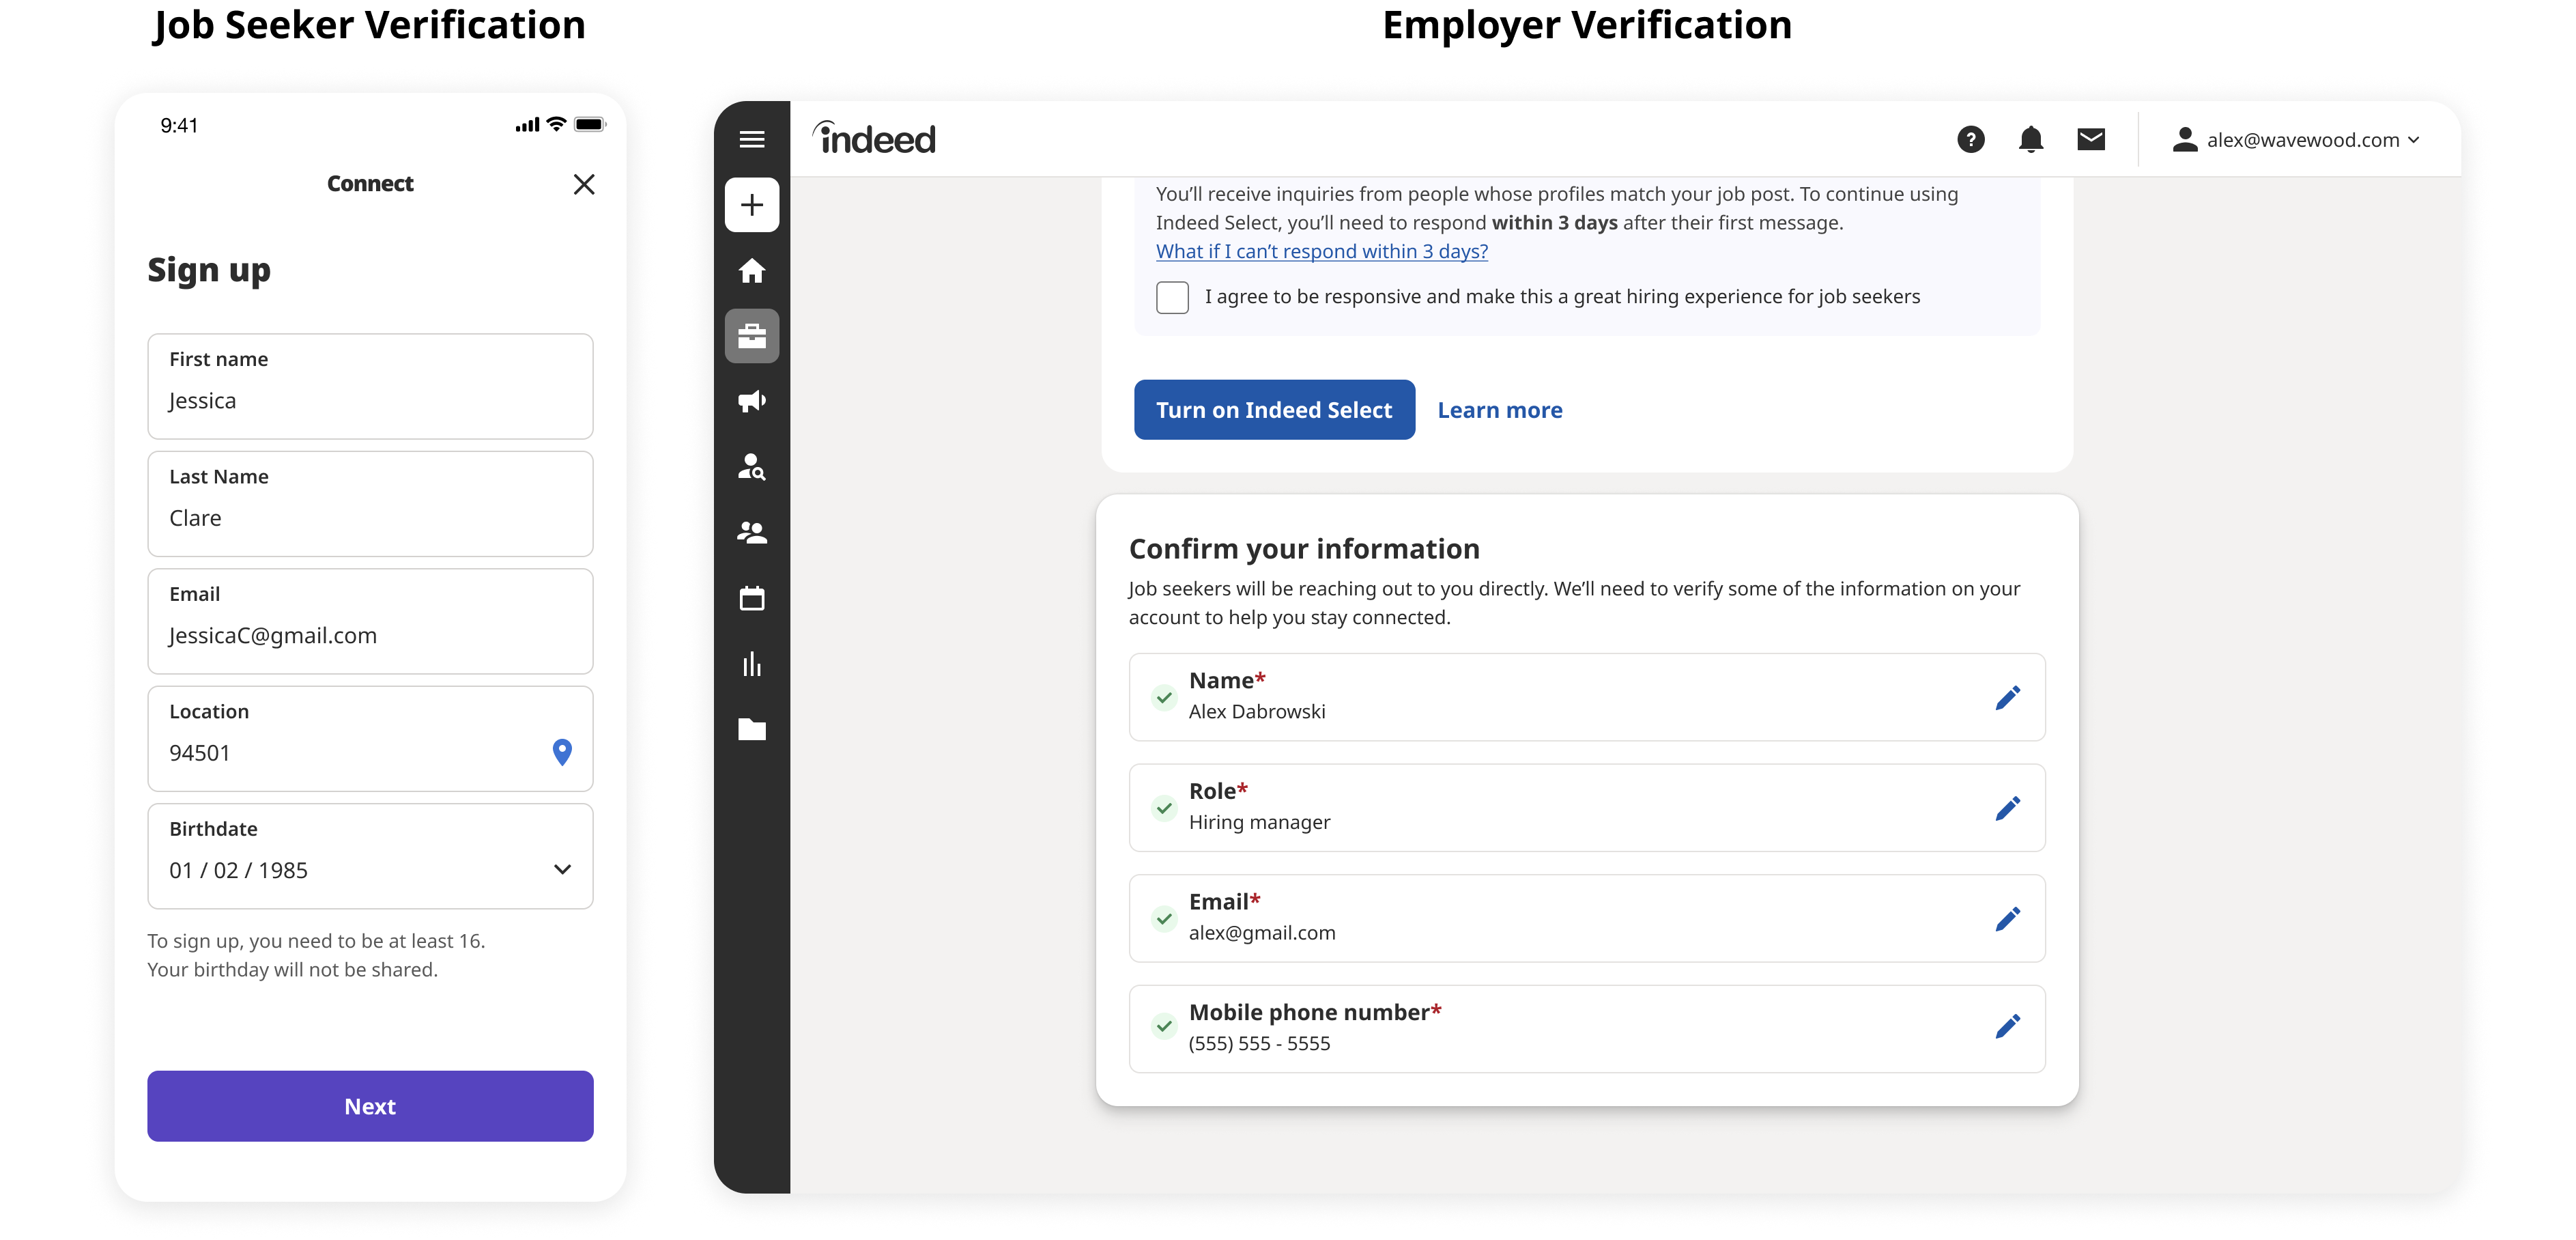 Job Seeker Verification
9:41
Connect
Sign up
First name
Jessica
Last Name
Clare
Email
JessicaC@gmail.com
Location
94501
Birthdate
01 / 02 / 1985
To sign up, you need to be at least 16.
Your birthday will not be shared.
Next
Employer Verification
indeed
?
alex@wavewood.com
You’ll receive inquiries from people whose profiles match your job post. To continue using
Indeed Select, you’ll need to respond within 3 days after their first message.
What if I can’t respond within 3 days?
I agree to be responsive and make this a great hiring experience for job seekers
Turn on Indeed Select
Learn more
Confirm your information
Job seekers will be reaching out to you directly. We’ll need to verify some of the information on your
account to help you stay connected.
Name*
Alex Dabrowski
Role*
Hiring manager
Email*
alex@gmail.com
Mobile phone number*
(555) 555 - 5555